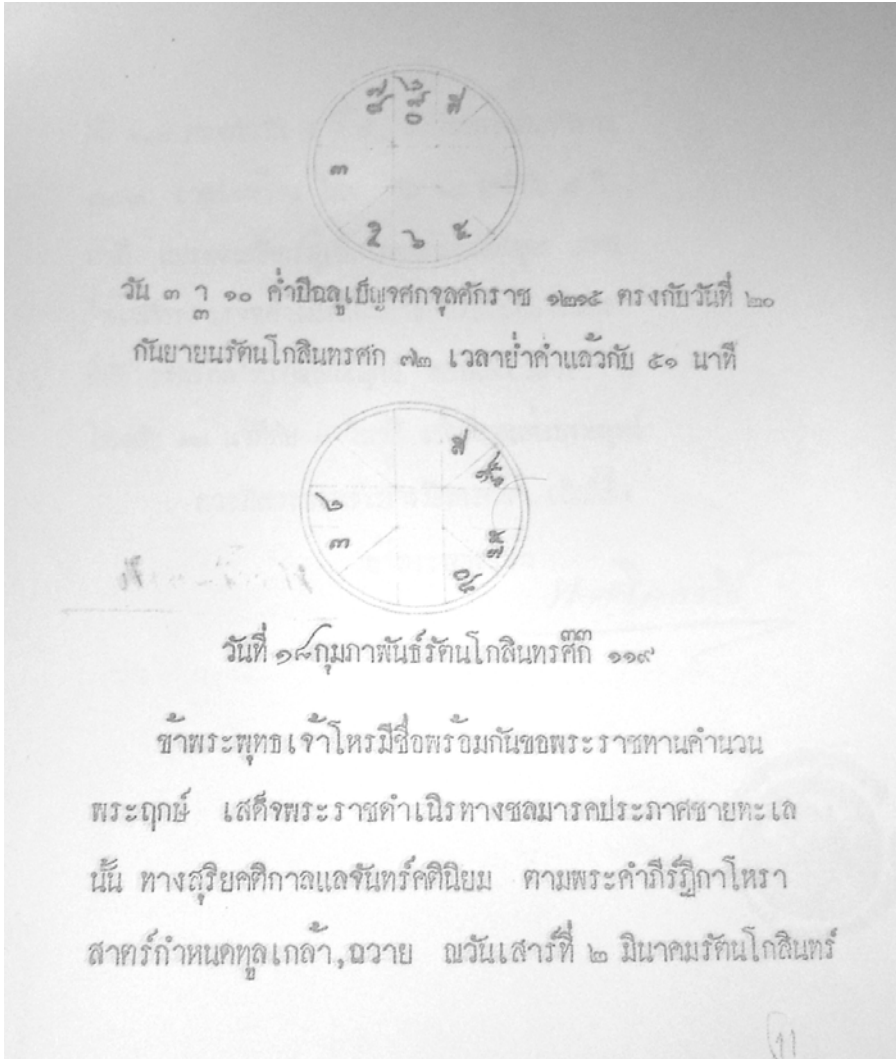 วัน ๓ ๅ ๑๐ ค่ำปีฉลูเบ็ญจศกจุลศักราช ๑๒๑๕ ตรงกับวันที่ ๒๐
๓
กันยายนรัตนโกสินทรศก ๗๒ เวลาย่ำค่ำแล้วกับ ๕๑ นาที
วันที่ ๑๘ กุมภาพันธ์รัตนโกสินทรศก ๑๑๙
ข้าพระพุทธเจ้าโหรมีชื่อพร้อมกันขอพระราชทานคำนวน
พระฤกษ์ เสด็จพระราชดำเนิรทางชลมารคประภาศชายทะเล
นั้น ทางสุริยคติกาลแลจันทร์คตินิยม ตามพระคำภีร์ฎีกาโหรา
สาตร์กำหนดทูลเกล้า,ถวาย ณวันเสาร์ที่ ๒ มินาคมรัตนโกสินทร์